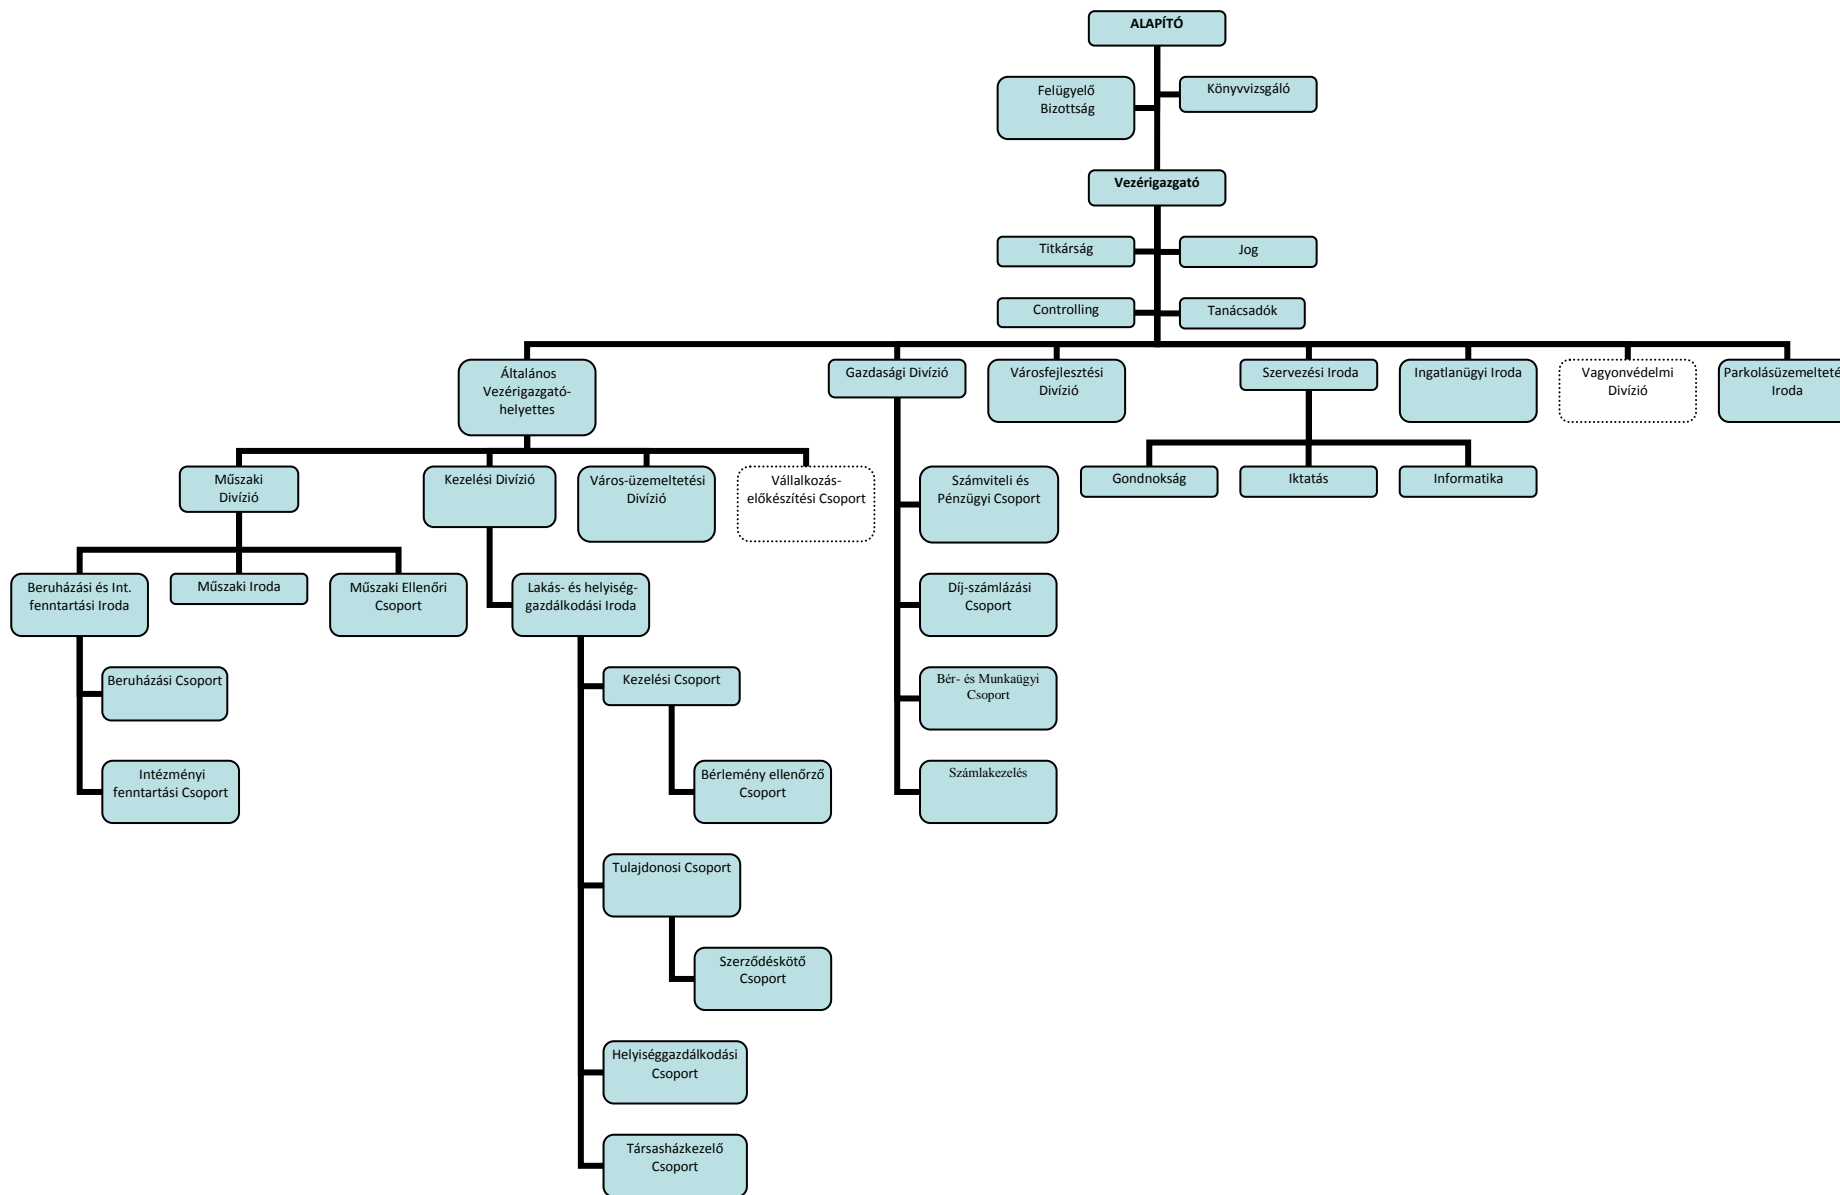 ALAPÍTÓ
Felügyelő
Bizottság
Könyvvizsgáló
Vezérigazgató
Titkárság
Jog
Controlling
Tanácsadók
Általános
Vezérigazgató-
helyettes
Gazdasági Divízió
Városfejlesztési
Divízió
Szervezési Iroda
Ingatlanügyi Iroda
Vagyonvédelmi
Divízió
Parkolásüzemelteté
Iroda
Műszaki
Divízió
Kezelési Divízió
Város-üzemeltetési
Divízió
Vállalkozás-
előkészítési Csoport
Számviteli és
Pénzügyi Csoport
Gondnokság
Iktatás
Informatika
Beruházási és Int.
fenntartási Iroda
Műszaki Iroda
Műszaki Ellenőri
Csoport
Lakás- és helyiség-
gazdálkodási Iroda
Díj-számlázási
Csoport
Beruházási Csoport
Kezelési Csoport
Bér- és Munkaügyi
Csoport
Intézményi
fenntartási Csoport
Bérlemény ellenőrző
Csoport
Számlakezelés
Tulajdonosi Csoport
Szerződéskötő
Csoport
Helyiséggazdálkodási
Csoport
Társasházkezelő
Csoport